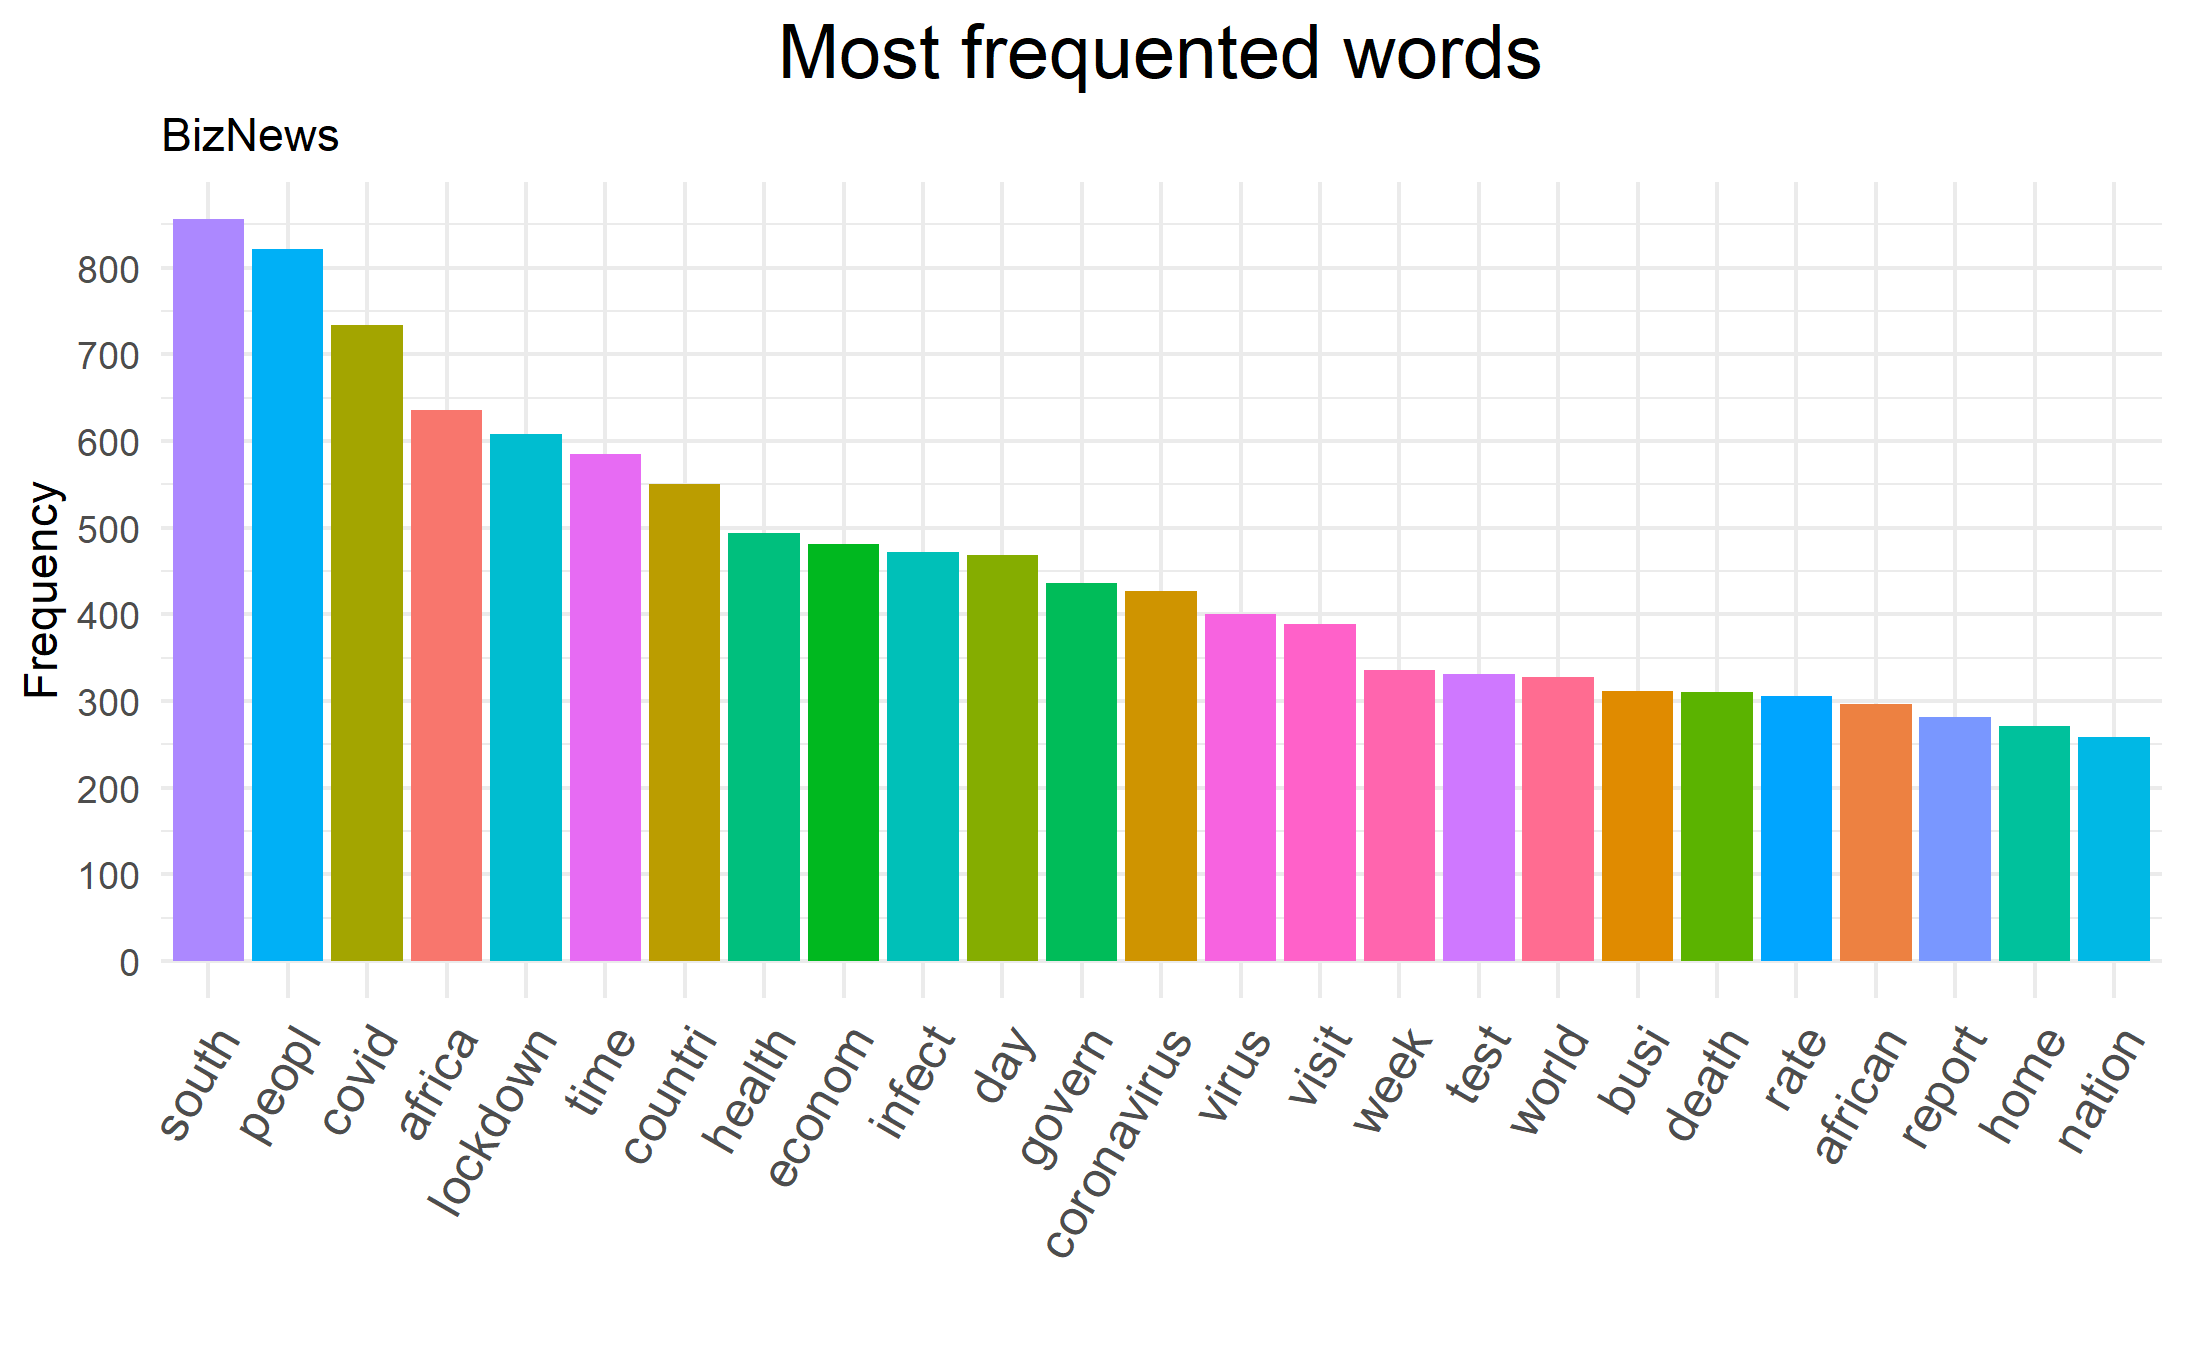 Most frequented words
BizNews
Frequency
800
700
600
500
400
300
200
100
0
south
peopl
covid
africa
lockdown
time
countri
health
econom
infect
day
govern
coronavirus
virus
visit
week
test
world
busi
death
rate
african
report
home
nation